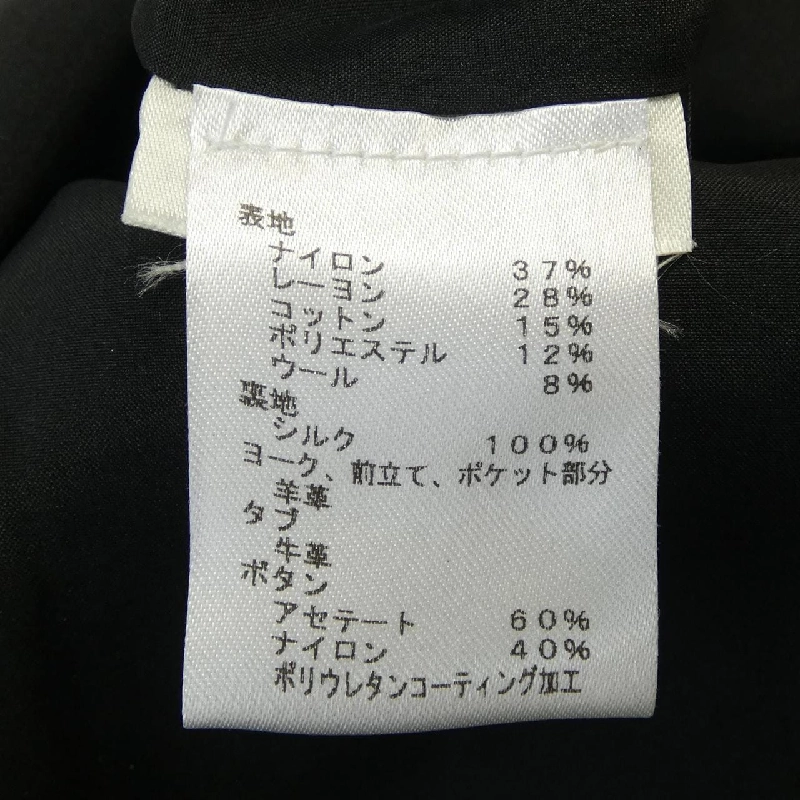 表地
ナイロン 37%
レーヨン 28%
コットン 15%
ポリエステル 12%
ウール 8%
裏地
シルク 100%
ヨーク、前立て、ポケット部分
羊革
タブ
牛革
ボタン
アセテート 60%
ナイロン 40%
ポリウレタンコーティング加工